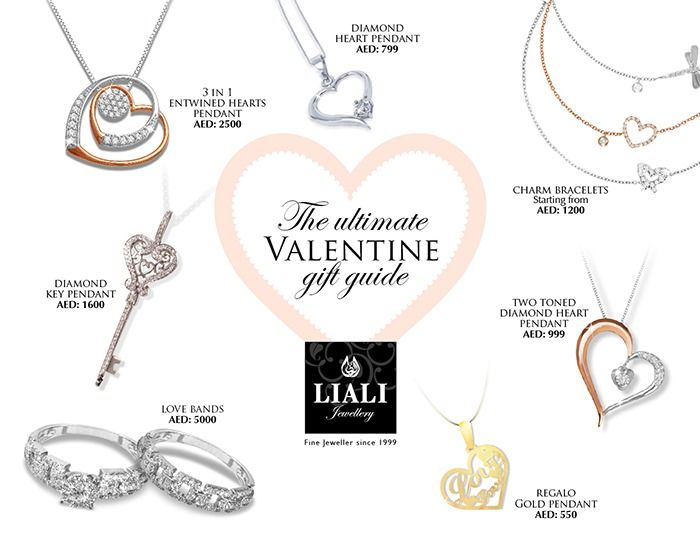 DIAMOND
HEART PENDANT
AED: 799
3 IN 1
ENTWINED HEARTS
PENDANT
AED: 2500
CHARM BRACELETS
Starting from
AED: 1200
The ultimate
VALENTINE
gift guide
DIAMOND
KEY PENDANT
AED: 1600
TWO TONED
DIAMOND HEART
PENDANT
AED: 999
LIALI
Jewellery
Fine Jeweller since 1999
LOVE BANDS
AED: 5000
REGALO
GOLD PENDANT
AED: 550